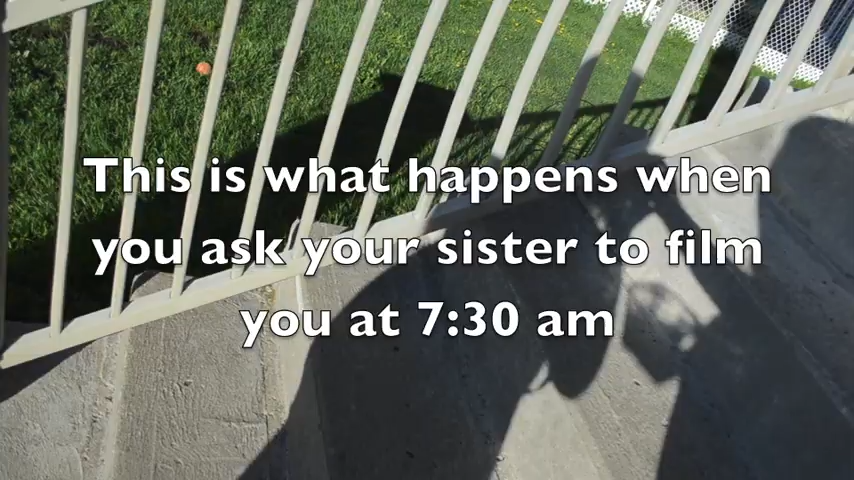 This is what happens when
you ask your sister to film
you at 7:30 am